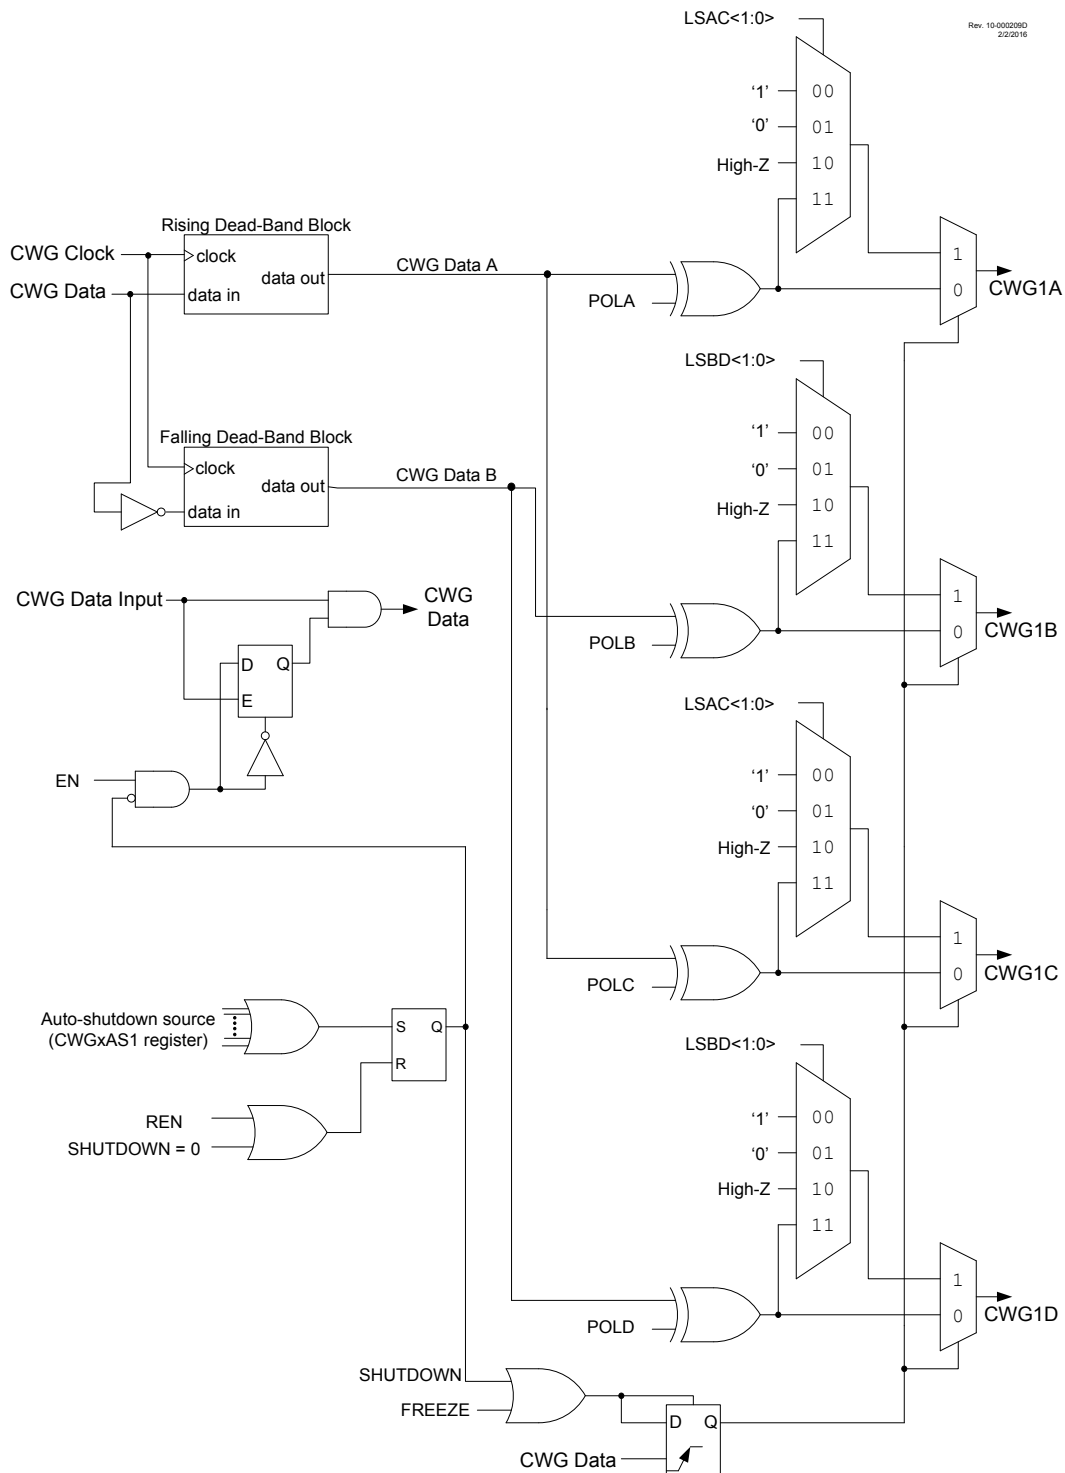 LSAC<1:0>
Rev. 10-000209D
2/2/2016
'1'
00
'0'
01
High-Z
10
11
1
0
CWG1A
Rising Dead-Band Block
CWG Clock
clock
data out
CWG Data
data in
CWG Data A
POLA
LSBD<1:0>
'1'
00
'0'
01
High-Z
10
11
1
0
CWG1B
Falling Dead-Band Block
clock
data out
data in
CWG Data B
POLB
CWG Data Input
CWG
Data
D
Q
E
EN
LSAC<1:0>
'1'
00
'0'
01
High-Z
10
11
1
0
CWG1C
POLC
Auto-shutdown source
(CWGxAS1 register)
S
Q
R
REN
SHUTDOWN = 0
LSBD<1:0>
'1'
00
'0'
01
High-Z
10
11
1
0
CWG1D
POLD
SHUTDOWN
FREEZE
D
Q
CWG Data